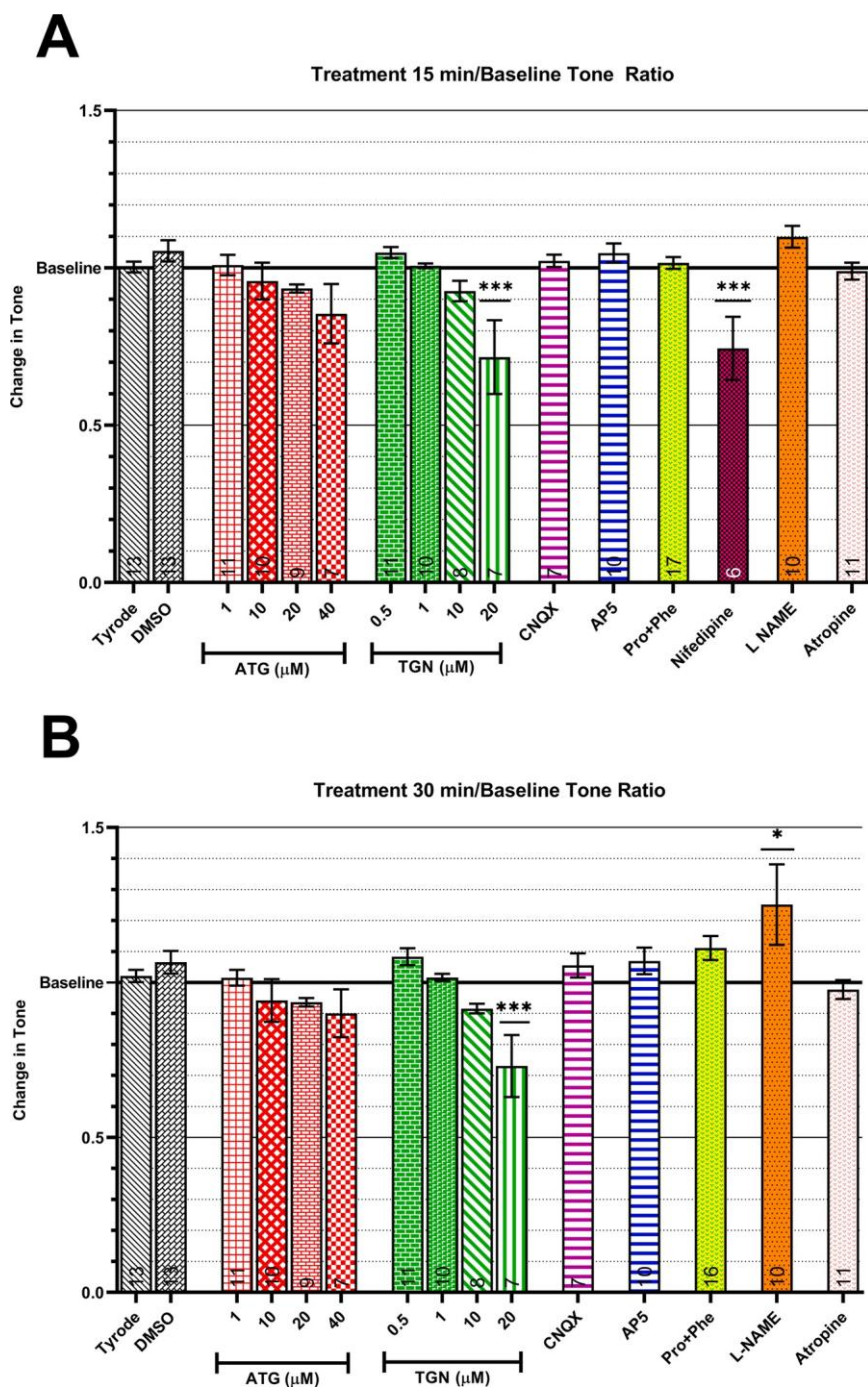 A
Treatment 15 min/Baseline Tone Ratio
1.5
Baseline
0.5
0.0
Change in Tone
***
***
13 13 11 10 9 7 11 10 8 7 7 10 17 6 10 11
Tyrode DMSO 1 10 20 40 0.5 1 10 20 CNQX AP5 Pro+Phe Nifedipine L NAME Atropine
ATG (μM) TGN (μM)
B
Treatment 30 min/Baseline Tone Ratio
1.5
Baseline
0.5
0.0
Change in Tone
***
*
13 13 11 10 9 7 11 10 8 7 7 10 16 10 11
Tyrode DMSO 1 10 20 40 0.5 1 10 20 CNQX AP5 Pro+Phe L-NAME Atropine
ATG (μM) TGN (μM)